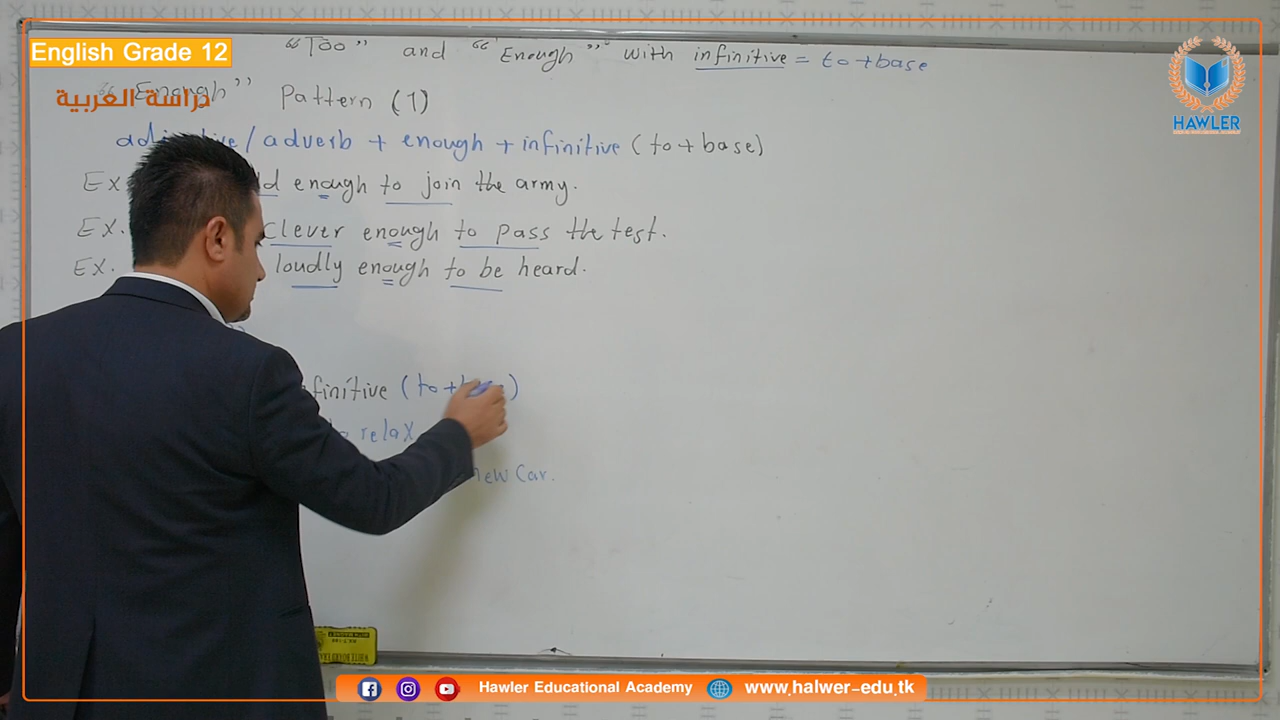 English Grade 12
"Too" and "Enough" with infinitive = to + base
دراسة العربية
"Enough" Pattern (1)
HAWLER
/ adverb + enough + infinitive (to + base)
Ex. enough to join the army.
Ex. clever enough to pass the test.
Ex. loudly enough to be heard.
(to +
relax
new car.
Hawler Educational Academy
www.halwer-edu.tk